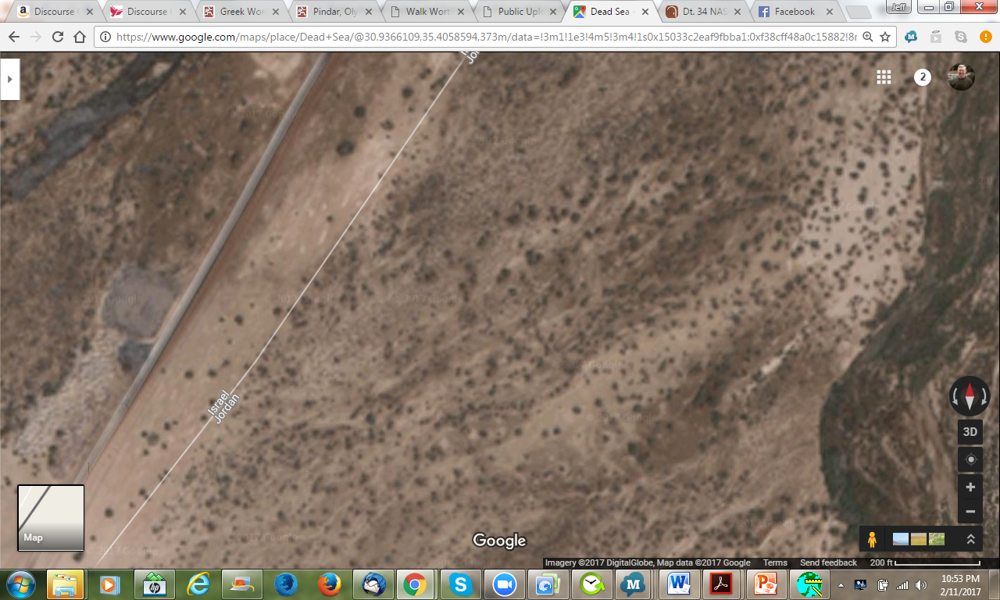 Discourse
Discourse
Greek Wor
Pindar, Oly
Walk Wort
Public Uplo
Dead Sea -
Dt. 34 NAS
Facebook
Jeff
https://www.google.com/maps/place/Dead+Sea/@30.9566109,35.4058594,373m/data=!3m1!1e3!4m5!3m4!1s0x15033c2eaf9fbba1:0xf38cff48a0c15882!8r
2
Israel
Jordan
3D
Map
Google
Imagery ©2017 DigitalGlobe, Map data ©2017 Google Terms Send feedback 200 ft
10:53 PM
2/11/2017